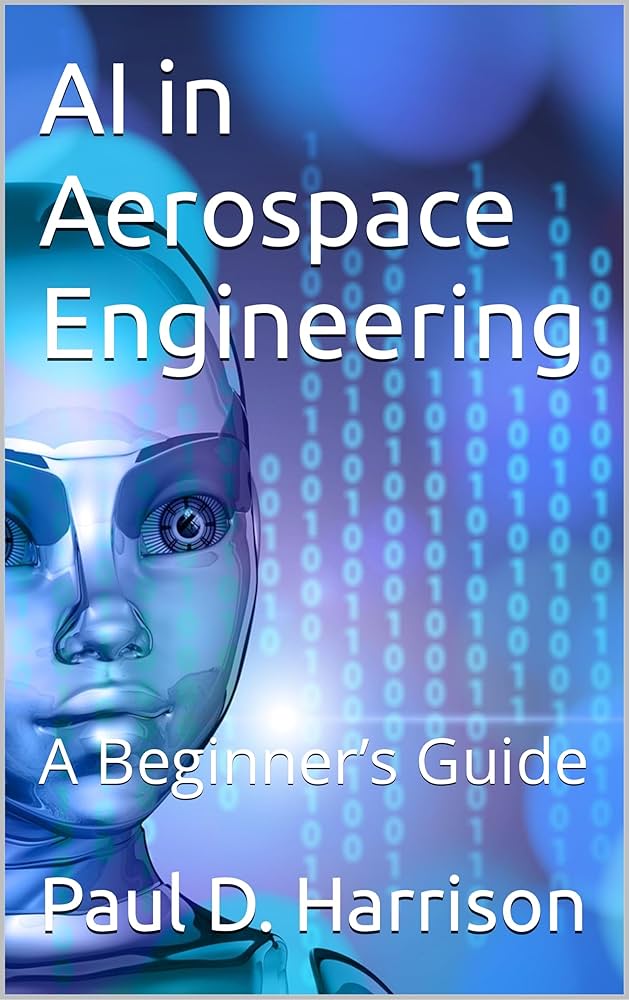 AI in
Aerospace
Engineering
A Beginner’s Guide
Paul D. Harrison